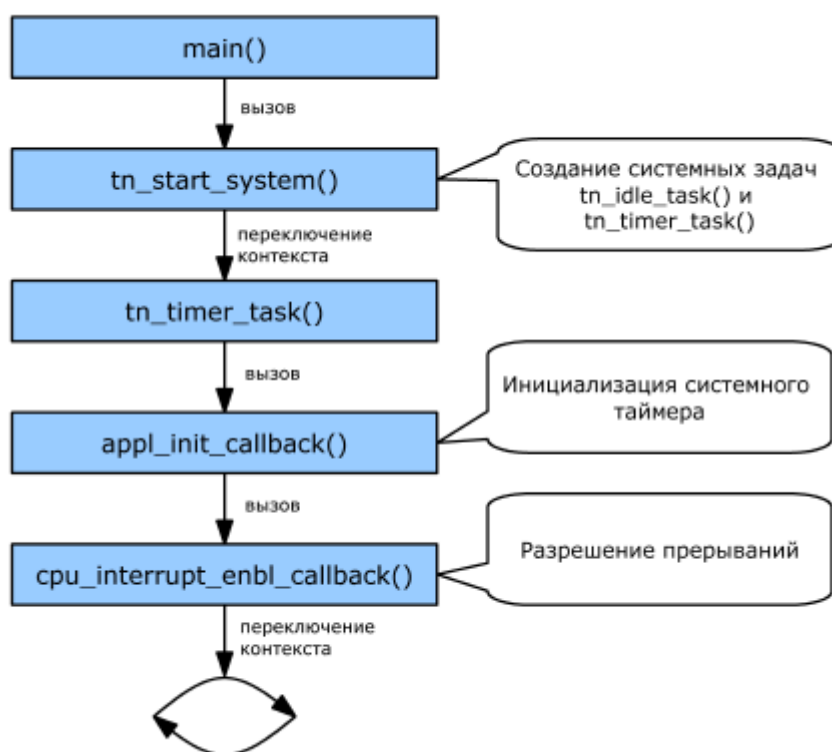 main()
вызов
tn_start_system()
Создание системных задач
tn_idle_task() и
tn_timer_task()
переключение
контекста
tn_timer_task()
вызов
Инициализация системного
таймера
appl_init_callback()
вызов
Разрешение прерываний
cpu_interrupt_enbl_callback()
переключение
контекста